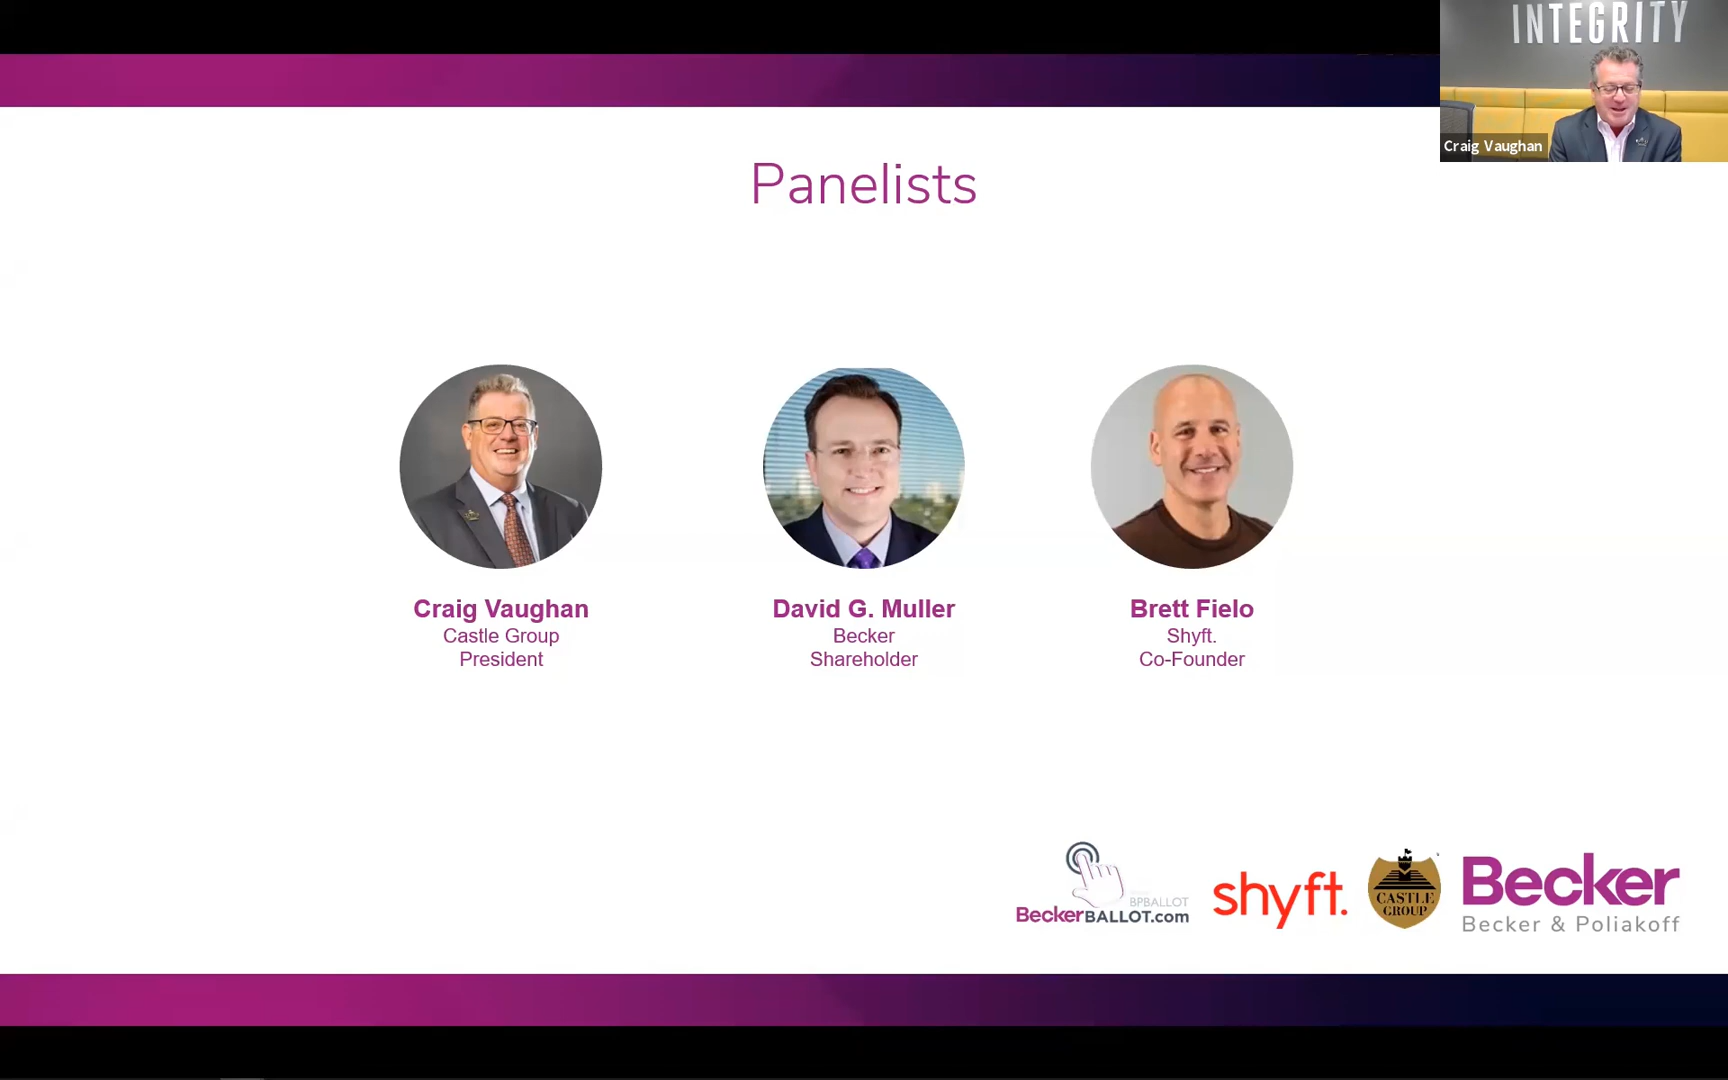 INTEGRITY
Craig Vaughan
Panelists
Craig Vaughan
Castle Group
President
David G. Muller
Becker
Shareholder
Brett Fielo
Shyft.
Co-Founder
BPBALLOT
BeckerBALLOT.com
shyft.
CASTLE
GROUP
Becker
Becker & Poliakoff